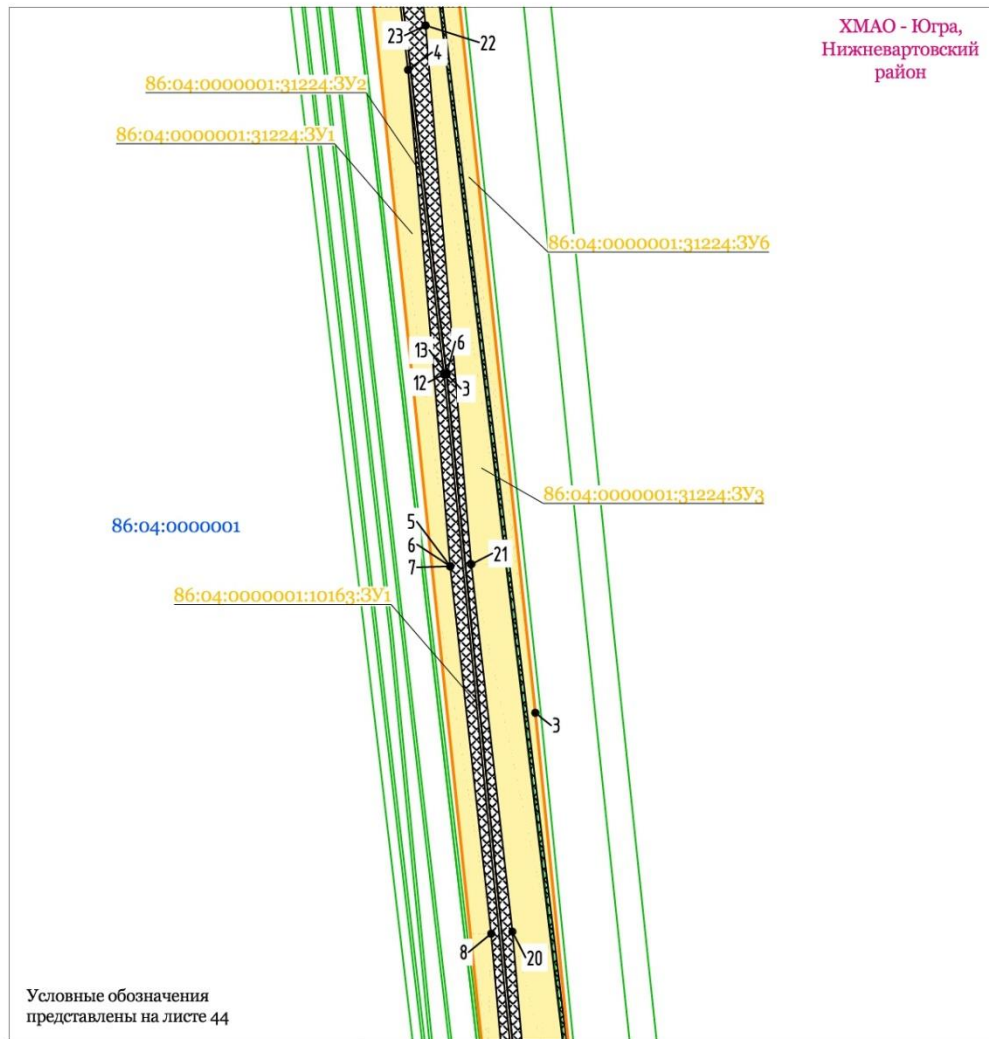 ХМАО - Югра,
Нижневартовский
район
23
22
4
86:04:0000001:31224:ЗУ2
86:04:0000001:31224:ЗУ1
86:04:0000001:31224:ЗУ6
13
6
12
3
86:04:0000001:31224:ЗУ3
86:04:0000001
5
6
7
21
86:04:0000001:10163:ЗУ1
3
8
20
Условные обозначения
представлены на листе 44